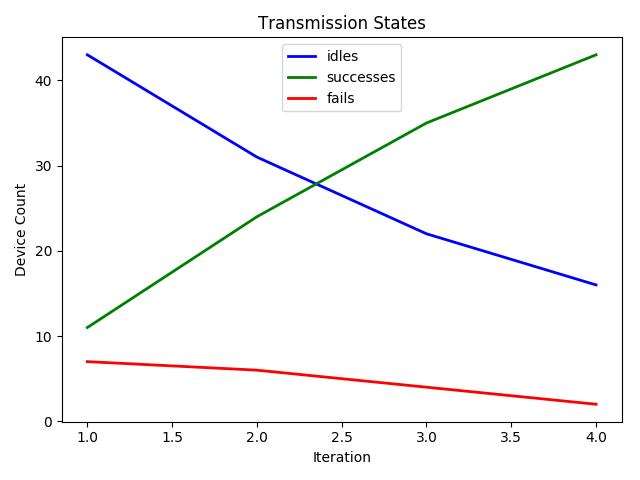 Transmission States
idles
successes
fails
Device Count
40
30
20
10
0
1.0 1.5 2.0 2.5 3.0 3.5 4.0
Iteration